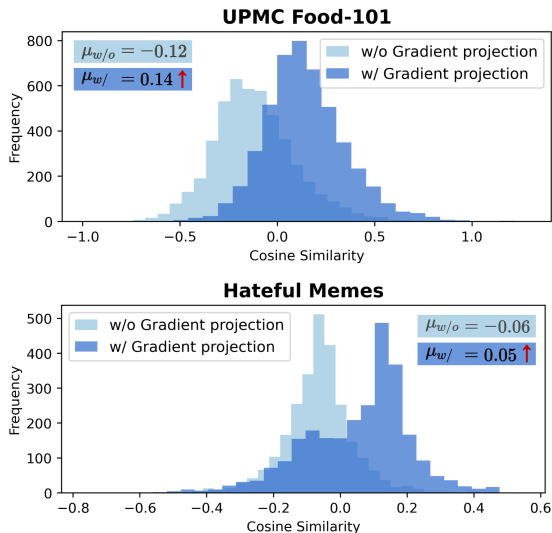 UPMC Food-101
μw/o = −0.12
μw/ = 0.14 ↑
w/o Gradient projection
w/ Gradient projection
Frequency
800
600
400
200
0
−1.0 −0.5 0.0 0.5 1.0
Cosine Similarity
Hateful Memes
w/o Gradient projection
w/ Gradient projection
μw/o = −0.06
μw/ = 0.05 ↑
Frequency
500
400
300
200
100
0
−0.8 −0.6 −0.4 −0.2 0.0 0.2 0.4 0.6
Cosine Similarity